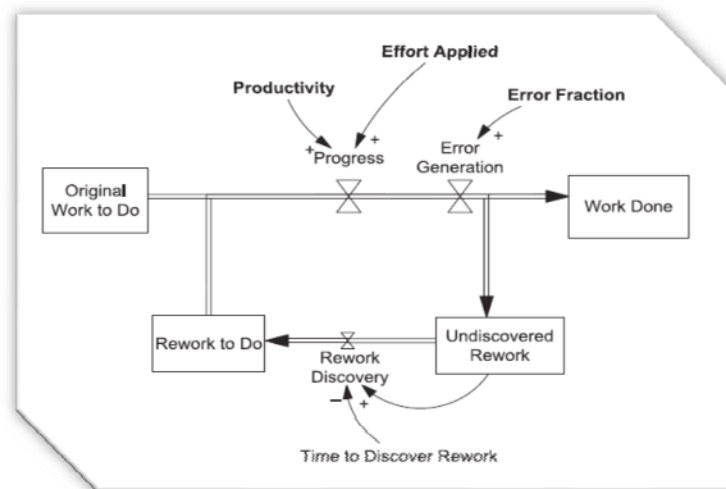 Effort Applied
Productivity
Error Fraction
+
+
+
Progress
Error
Generation
Original
Work to Do
Work Done
Rework to Do
Undiscovered
Rework
Rework
Discovery
–
+
Time to Discover Rework